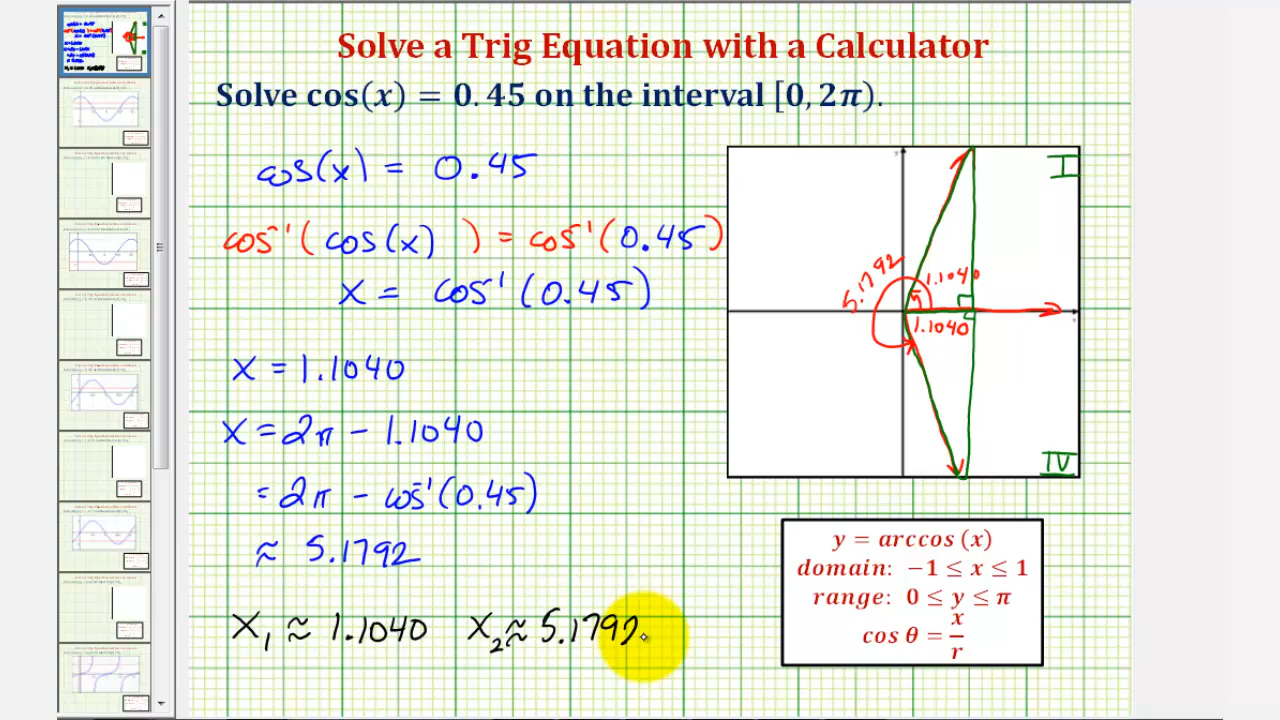 Solve a Trig Equation with a Calculator
Solve cos(x) = 0.45 on the interval [0, 2π).
cos(x) = 0.45
cos⁻¹( cos(x) ) = cos⁻¹(0.45)
x = cos⁻¹(0.45)
x = 1.1040
x = 2π − 1.1040
= 2π − cos⁻¹(0.45)
≈ 5.1792
x₁ ≈ 1.1040 x₂ ≈ 5.1792
I
5.1792
1.1040
1.1040
IV
y = arccos (x)
domain: −1 ≤ x ≤ 1
range: 0 ≤ y ≤ π
cos θ = x/r